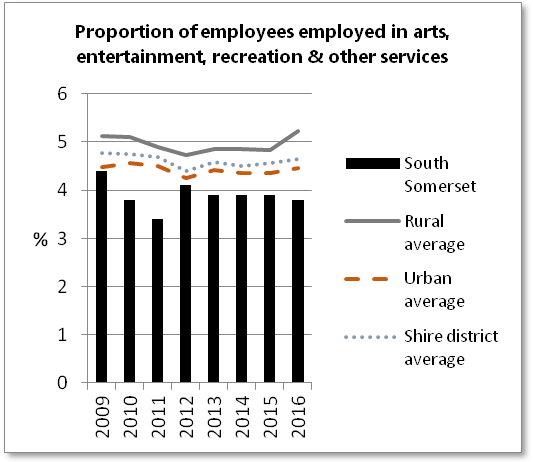 Proportion of employees employed in arts,
entertainment, recreation & other services
6
5
4
3
2
1
0
%
2009
2010
2011
2012
2013
2014
2015
2016
South
Somerset
Rural
average
Urban
average
Shire district
average